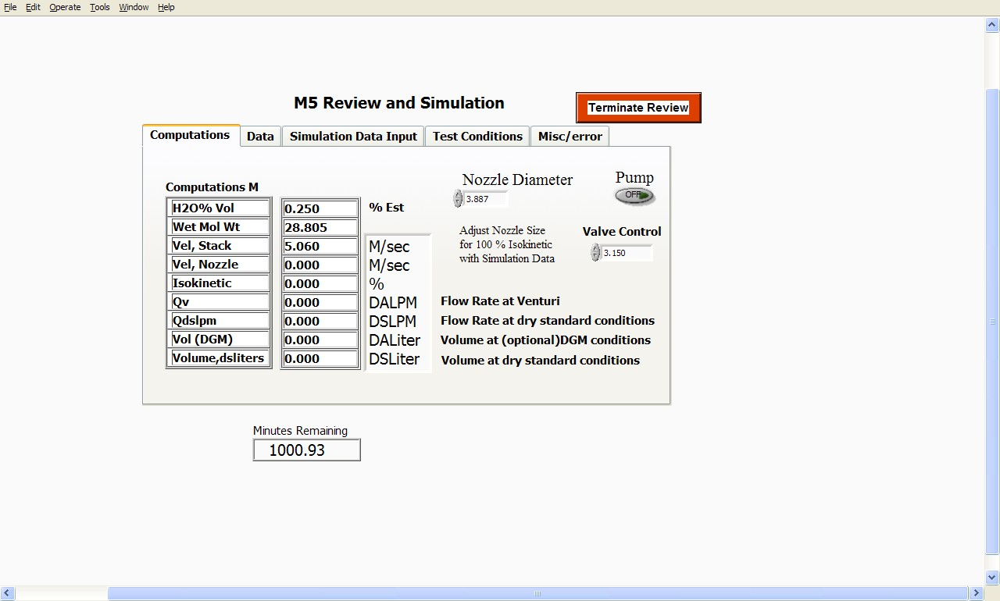 File Edit Operate Tools Window Help
M5 Review and Simulation
Terminate Review
Computations Data Simulation Data Input Test Conditions Misc/error
Nozzle Diameter
3.887
Pump
OFF
Adjust Nozzle Size
for 100 % Isokinetic
with Simulation Data
Valve Control
3.150
Computations M
H2O% Vol 0.250 % Est
Wet Mol Wt 28.805
Vel, Stack 5.060 M/sec
Vel, Nozzle 0.000 M/sec
Isokinetic 0.000 %
Qv 0.000 DALPM Flow Rate at Venturi
Qdslpm 0.000 DSLPM Flow Rate at dry standard conditions
Vol (DGM) 0.000 DALiter Volume at (optional)DGM conditions
Volume,dsliters 0.000 DSLiter Volume at dry standard conditions
Minutes Remaining
1000.93